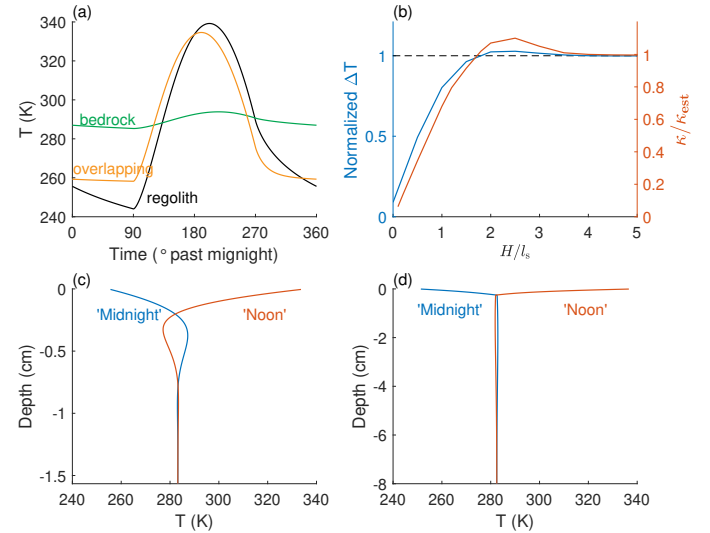 (a)
340
320
300
280
260
240
T (K)
bedrock
overlapping
regolith
0
90
180
270
360
Time (° past mignight)
(b)
1
0.5
0
Normalized ΔT
1
0.8
0.6
0.4
0.2
0
κ/κest
0
1
2
3
4
5
H/ls
(c)
0
-0.5
-1
-1.5
Depth (cm)
'Midnight'
'Noon'
240
260
280
300
320
340
T (K)
(d)
0
-2
-4
-6
-8
Depth (cm)
'Midnight'
'Noon'
240
260
280
300
320
340
T (K)